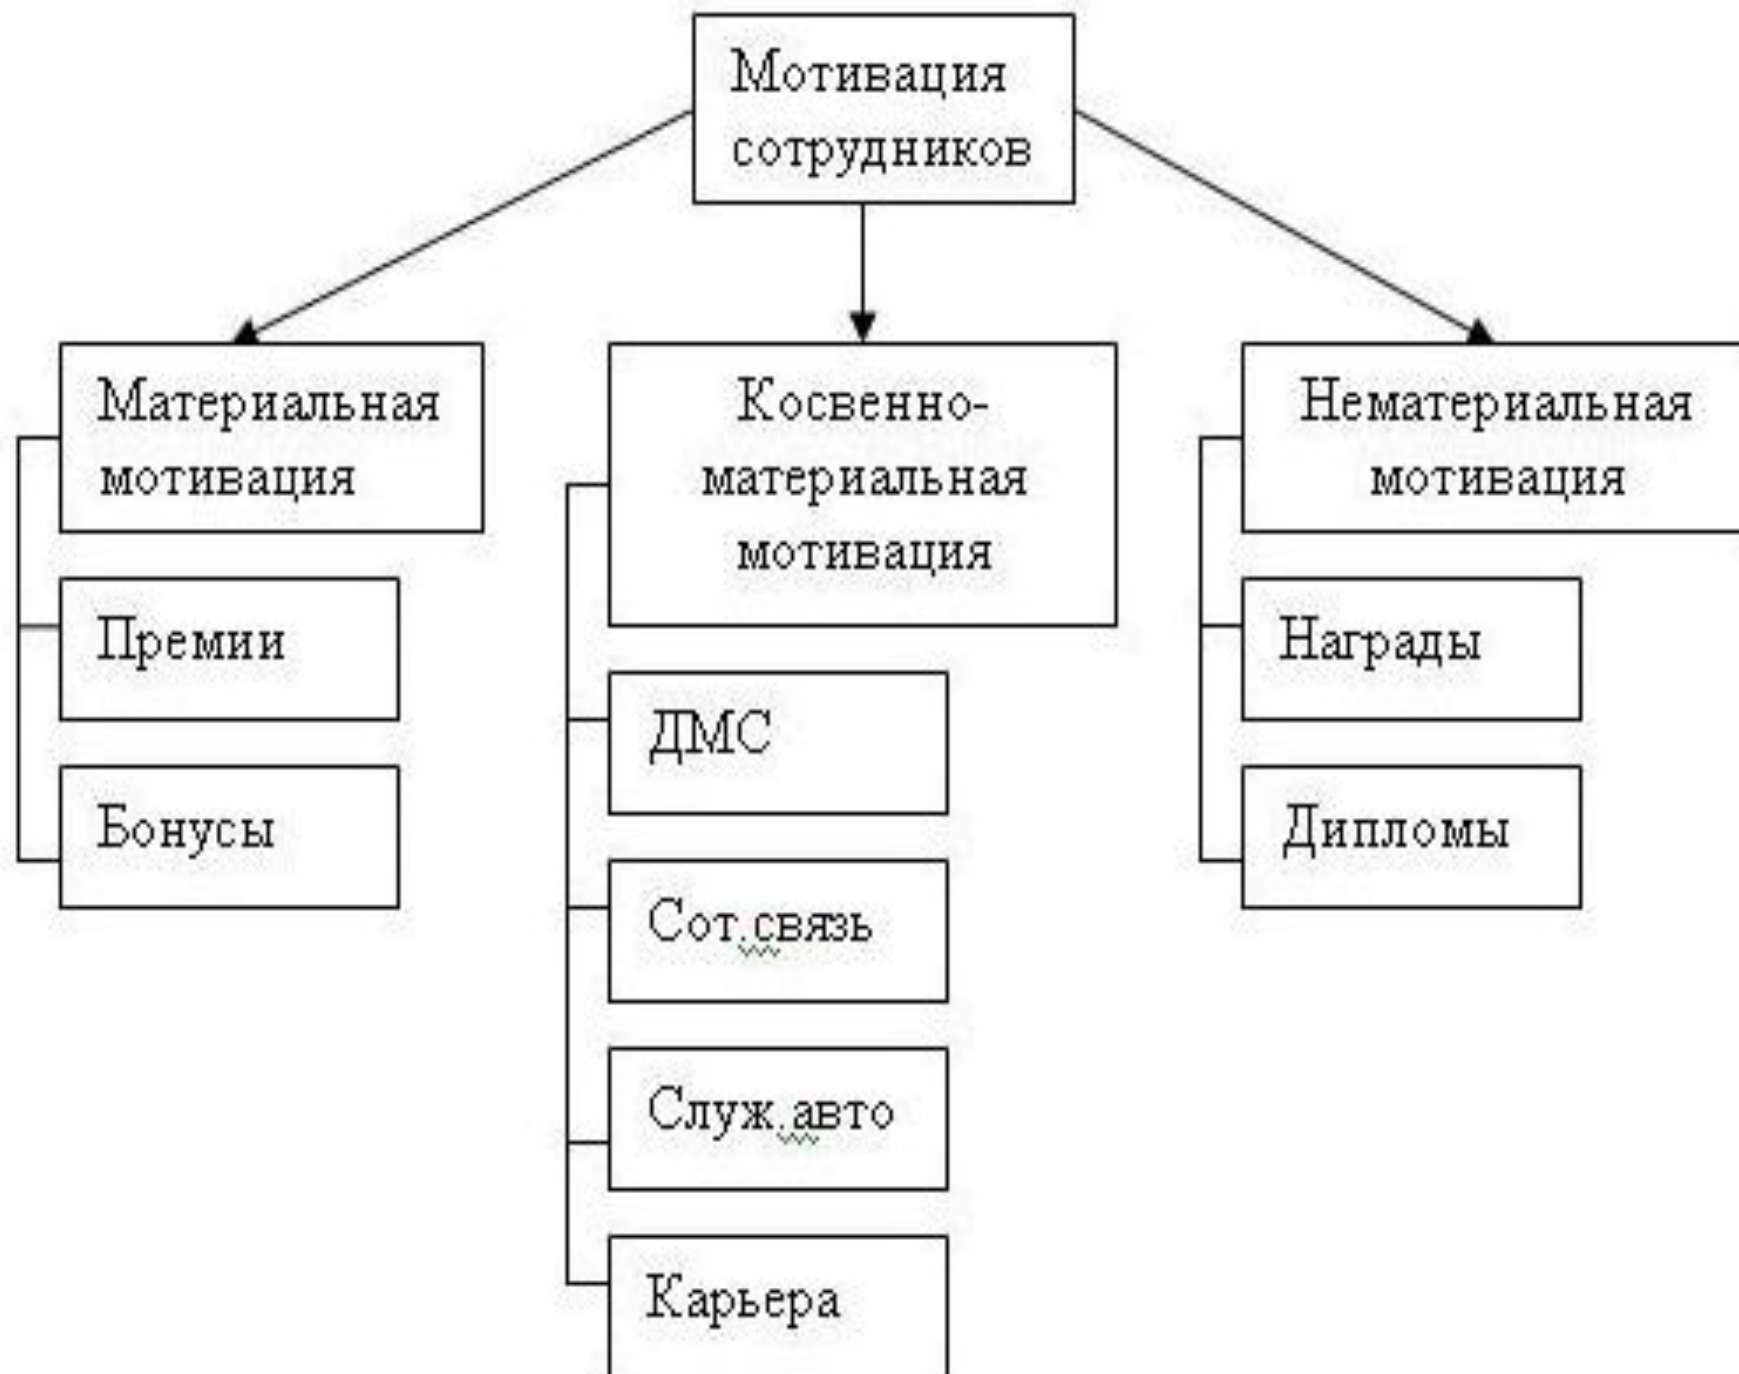 Мотивация
сотрудников
Материальная
мотивация
Премии
Бонусы
Косвенно-
материальная
мотивация
ДМС
Сот.связь
Служ.авто
Карьера
Нематериальная
мотивация
Награды
Дипломы